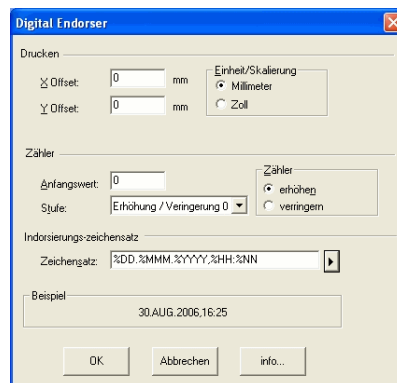 Digital Endorser
Drucken
X Offset: 0 mm
Y Offset: 0 mm
Einheit/Skalierung
Millimeter
Zoll
Zähler
Anfangswert: 0
Stufe: Erhöhung / Veringerung 0
Zähler
erhöhen
verringern
Indorsierungs-zeichensatz
Zeichensatz: %DD.%MMM.%YYYY,%HH:%NN
Beispiel
30.AUG.2006,16:25
OK Abbrechen info...